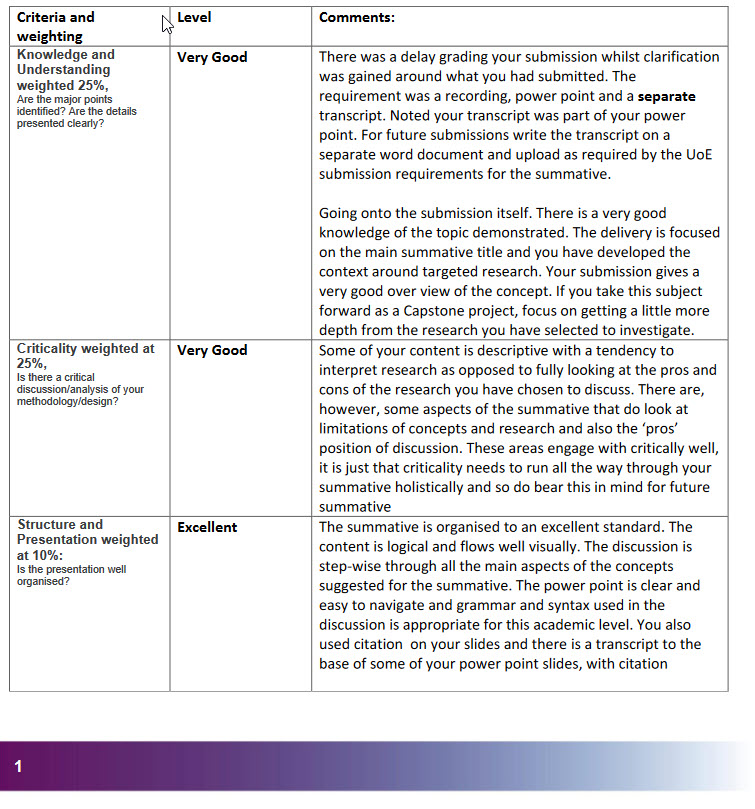 Criteria and
weighting
Level
Comments:
Knowledge and
Understanding
weighted 25%,
Are the major points
identified? Are the details
presented clearly?
Very Good
There was a delay grading your submission whilst clarification
was gained around what you had submitted. The
requirement was a recording, power point and a separate
transcript. Noted your transcript was part of your power
point. For future submissions write the transcript on a
separate word document and upload as required by the UoE
submission requirements for the summative.
Going onto the submission itself. There is a very good
knowledge of the topic demonstrated. The delivery is focused
on the main summative title and you have developed the
context around targeted research. Your submission gives a
very good over view of the concept. If you take this subject
forward as a Capstone project, focus on getting a little more
depth from the research you have selected to investigate.
Criticality weighted at
25%,
Is there a critical
discussion/analysis of your
methodology/design?
Very Good
Some of your content is descriptive with a tendency to
interpret research as opposed to fully looking at the pros and
cons of the research you have chosen to discuss. There are,
however, some aspects of the summative that do look at
limitations of concepts and research and also the ‘pros’
position of discussion. These areas engage with critically well,
it is just that criticality needs to run all the way through your
summative holistically and so do bear this in mind for future
summative
Structure and
Presentation weighted
at 10%:
Is the presentation well
organised?
Excellent
The summative is organised to an excellent standard. The
content is logical and flows well visually. The discussion is
step-wise through all the main aspects of the concepts
suggested for the summative. The power point is clear and
easy to navigate and grammar and syntax used in the
discussion is appropriate for this academic level. You also
used citation on your slides and there is a transcript to the
base of some of your power point slides, with citation
1